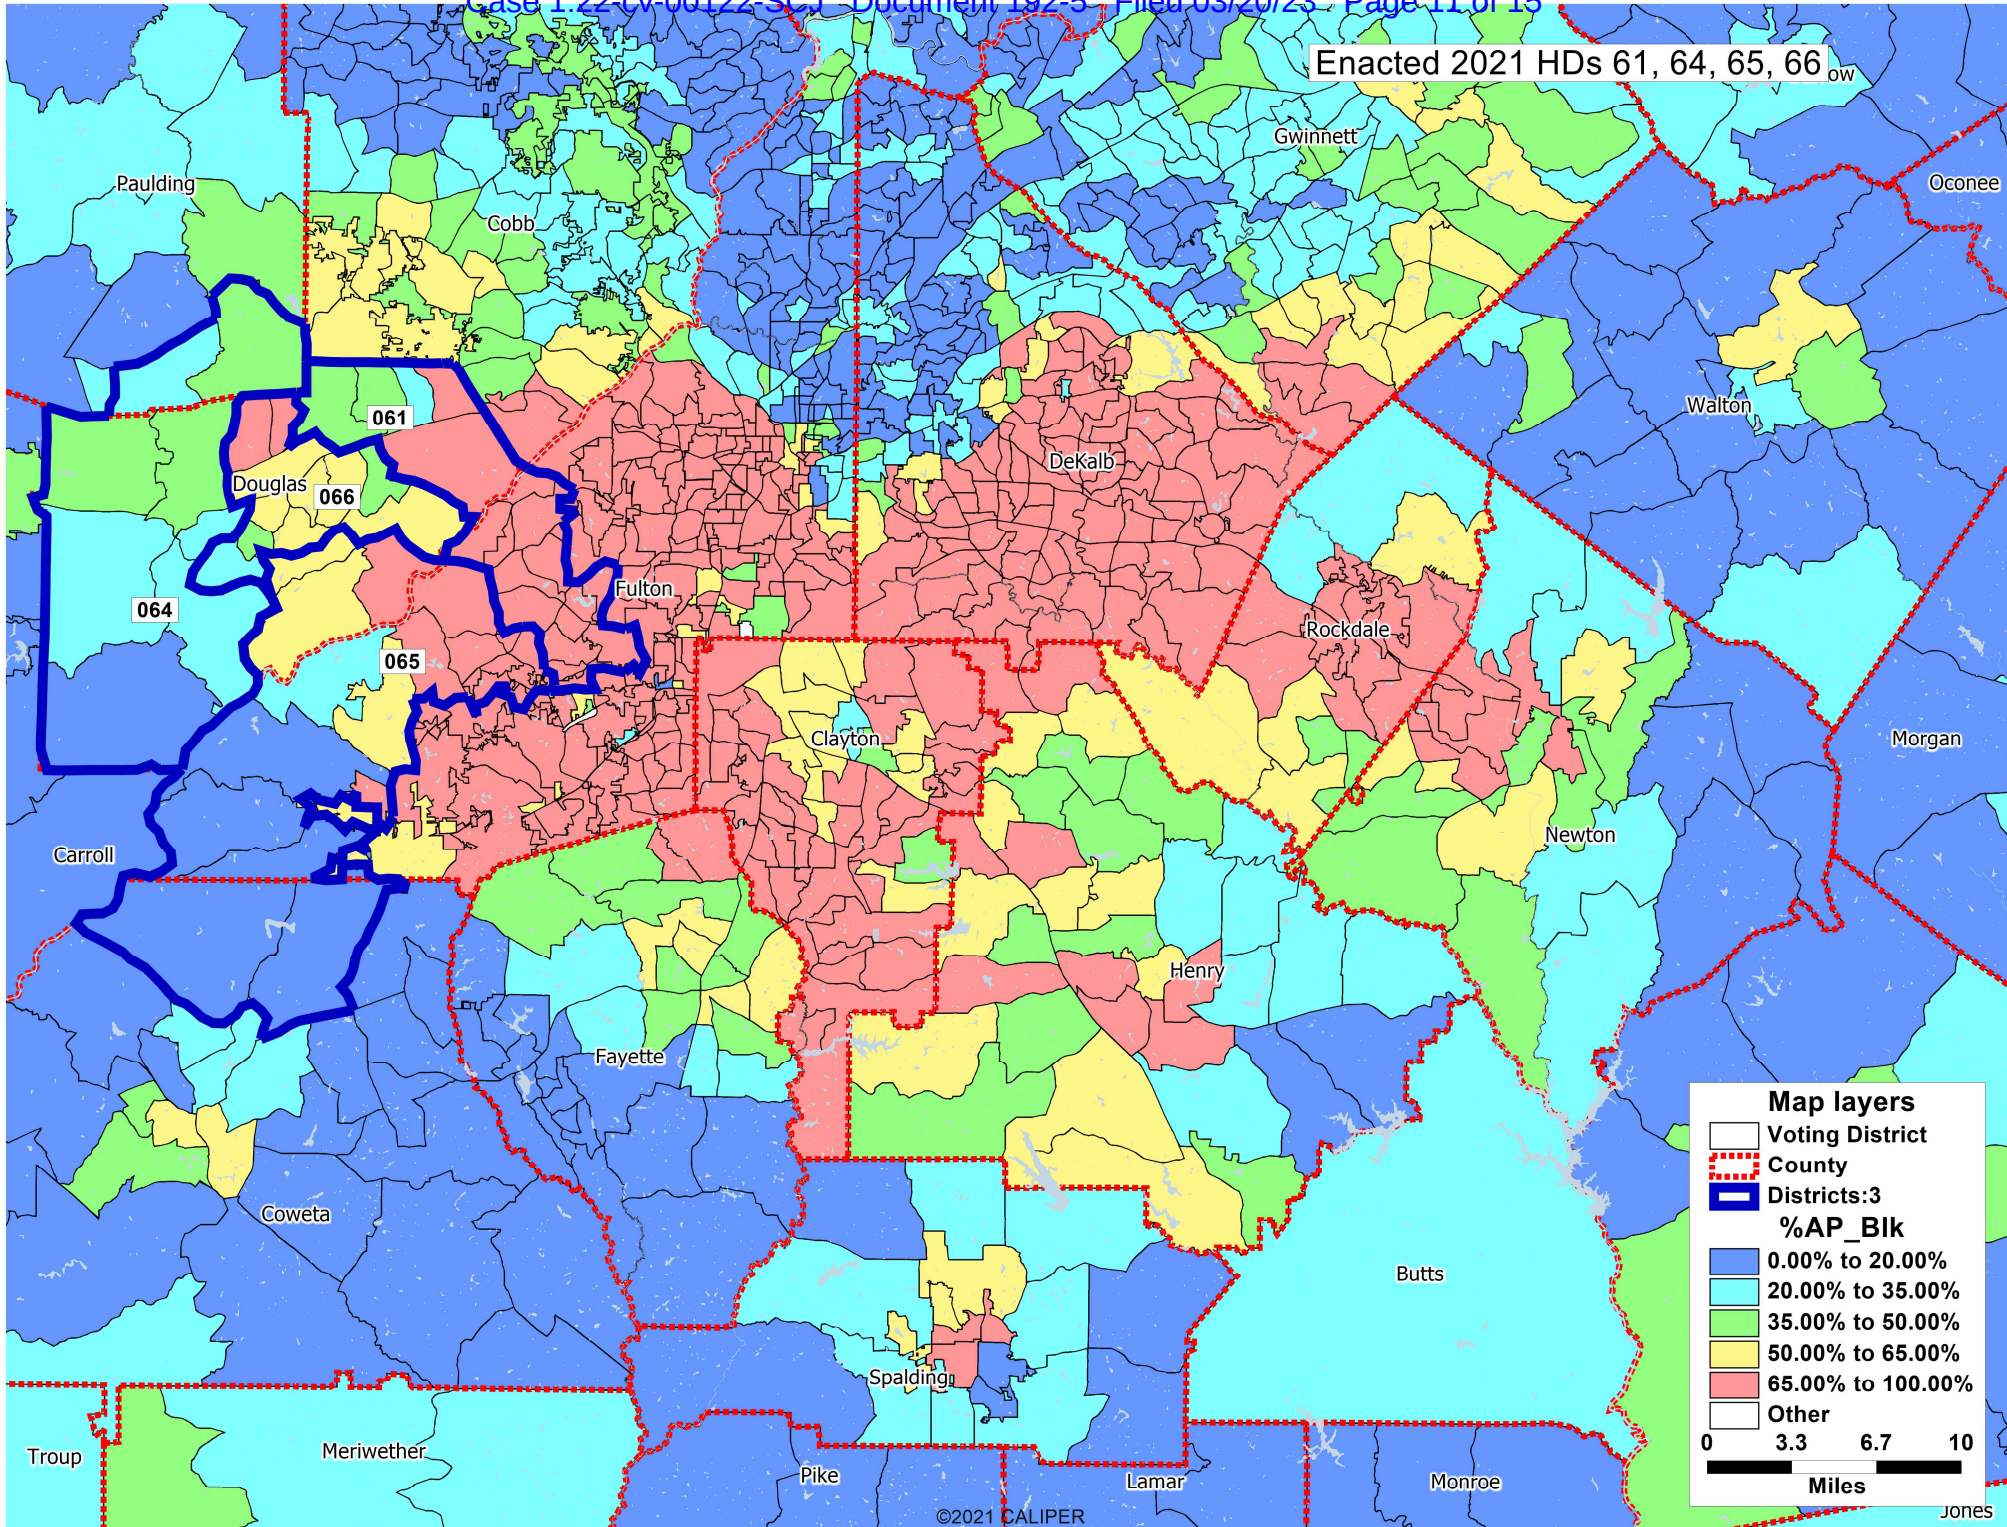 Case 1:22-cv-00122-SCJ Document 192-5 Filed 03/20/23 Page 11 of 15
Enacted 2021 HDs 61, 64, 65, 66
ow
Gwinnett
Paulding
Oconee
Cobb
Walton
061
DeKalb
Douglas
066
Fulton
064
Rockdale
065
Clayton
Morgan
Newton
Carroll
Henry
Fayette
Coweta
Butts
Spalding
Troup
Meriwether
Pike
Lamar
Monroe
Jones
Map layers
Voting District
County
Districts:3
%AP_Blk
0.00% to 20.00%
20.00% to 35.00%
35.00% to 50.00%
50.00% to 65.00%
65.00% to 100.00%
Other
0 3.3 6.7 10
Miles
©2021 CALIPER